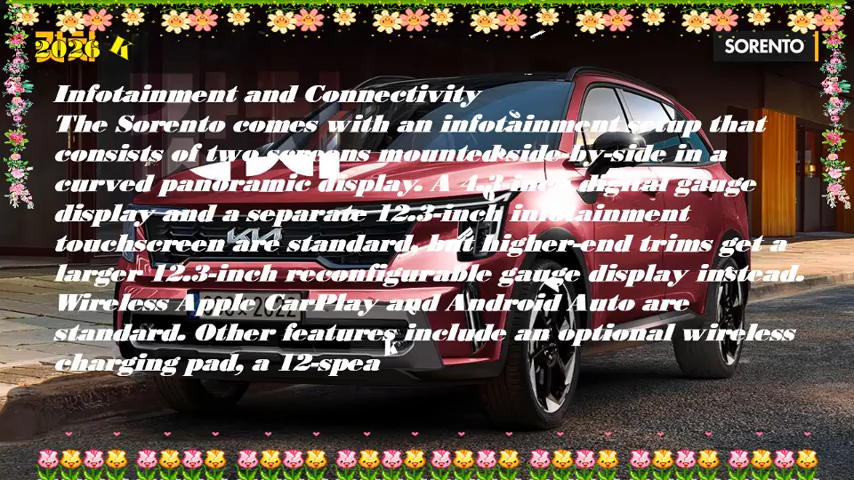 2026 K
SORENTO
Infotainment and Connectivity
The Sorento comes with an infotainment setup that
consists of two screens mounted side-by-side in a
curved panoramic display. A 4.3-inch digital gauge
display and a separate 12.3-inch infotainment
touchscreen are standard, but higher-end trims get a
larger 12.3-inch reconfigurable gauge display instead.
Wireless Apple CarPlay and Android Auto are
standard. Other features include an optional wireless
charging pad, a 12-spea